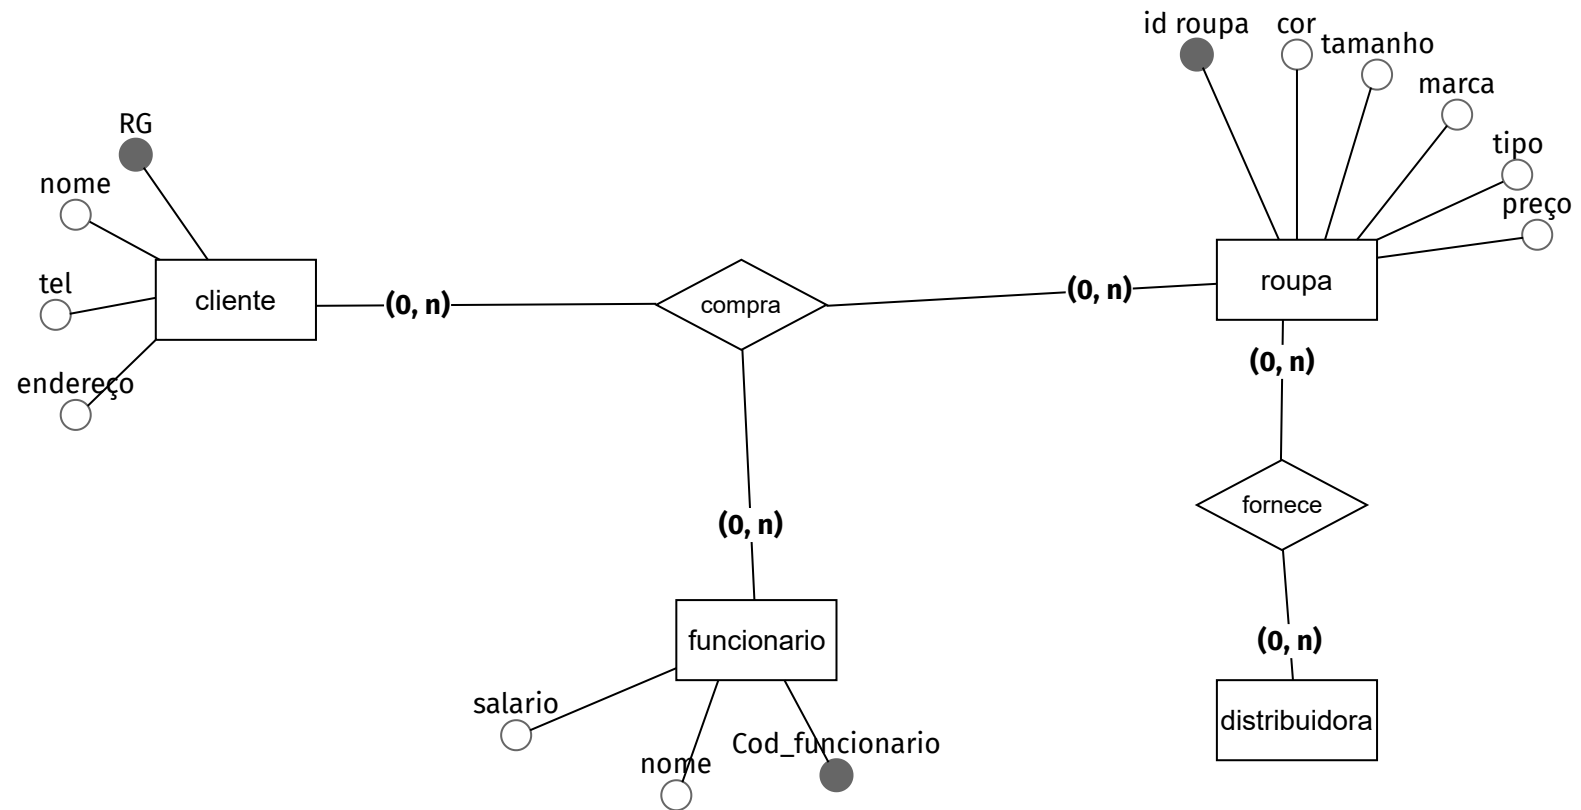 id roupa
cor
tamanho
marca
tipo
preço
RG
nome
tel
endereço
cliente
(0, n)
compra
(0, n)
roupa
(0, n)
fornece
(0, n)
distribuidora
(0, n)
funcionario
salario
nome
Cod_funcionario